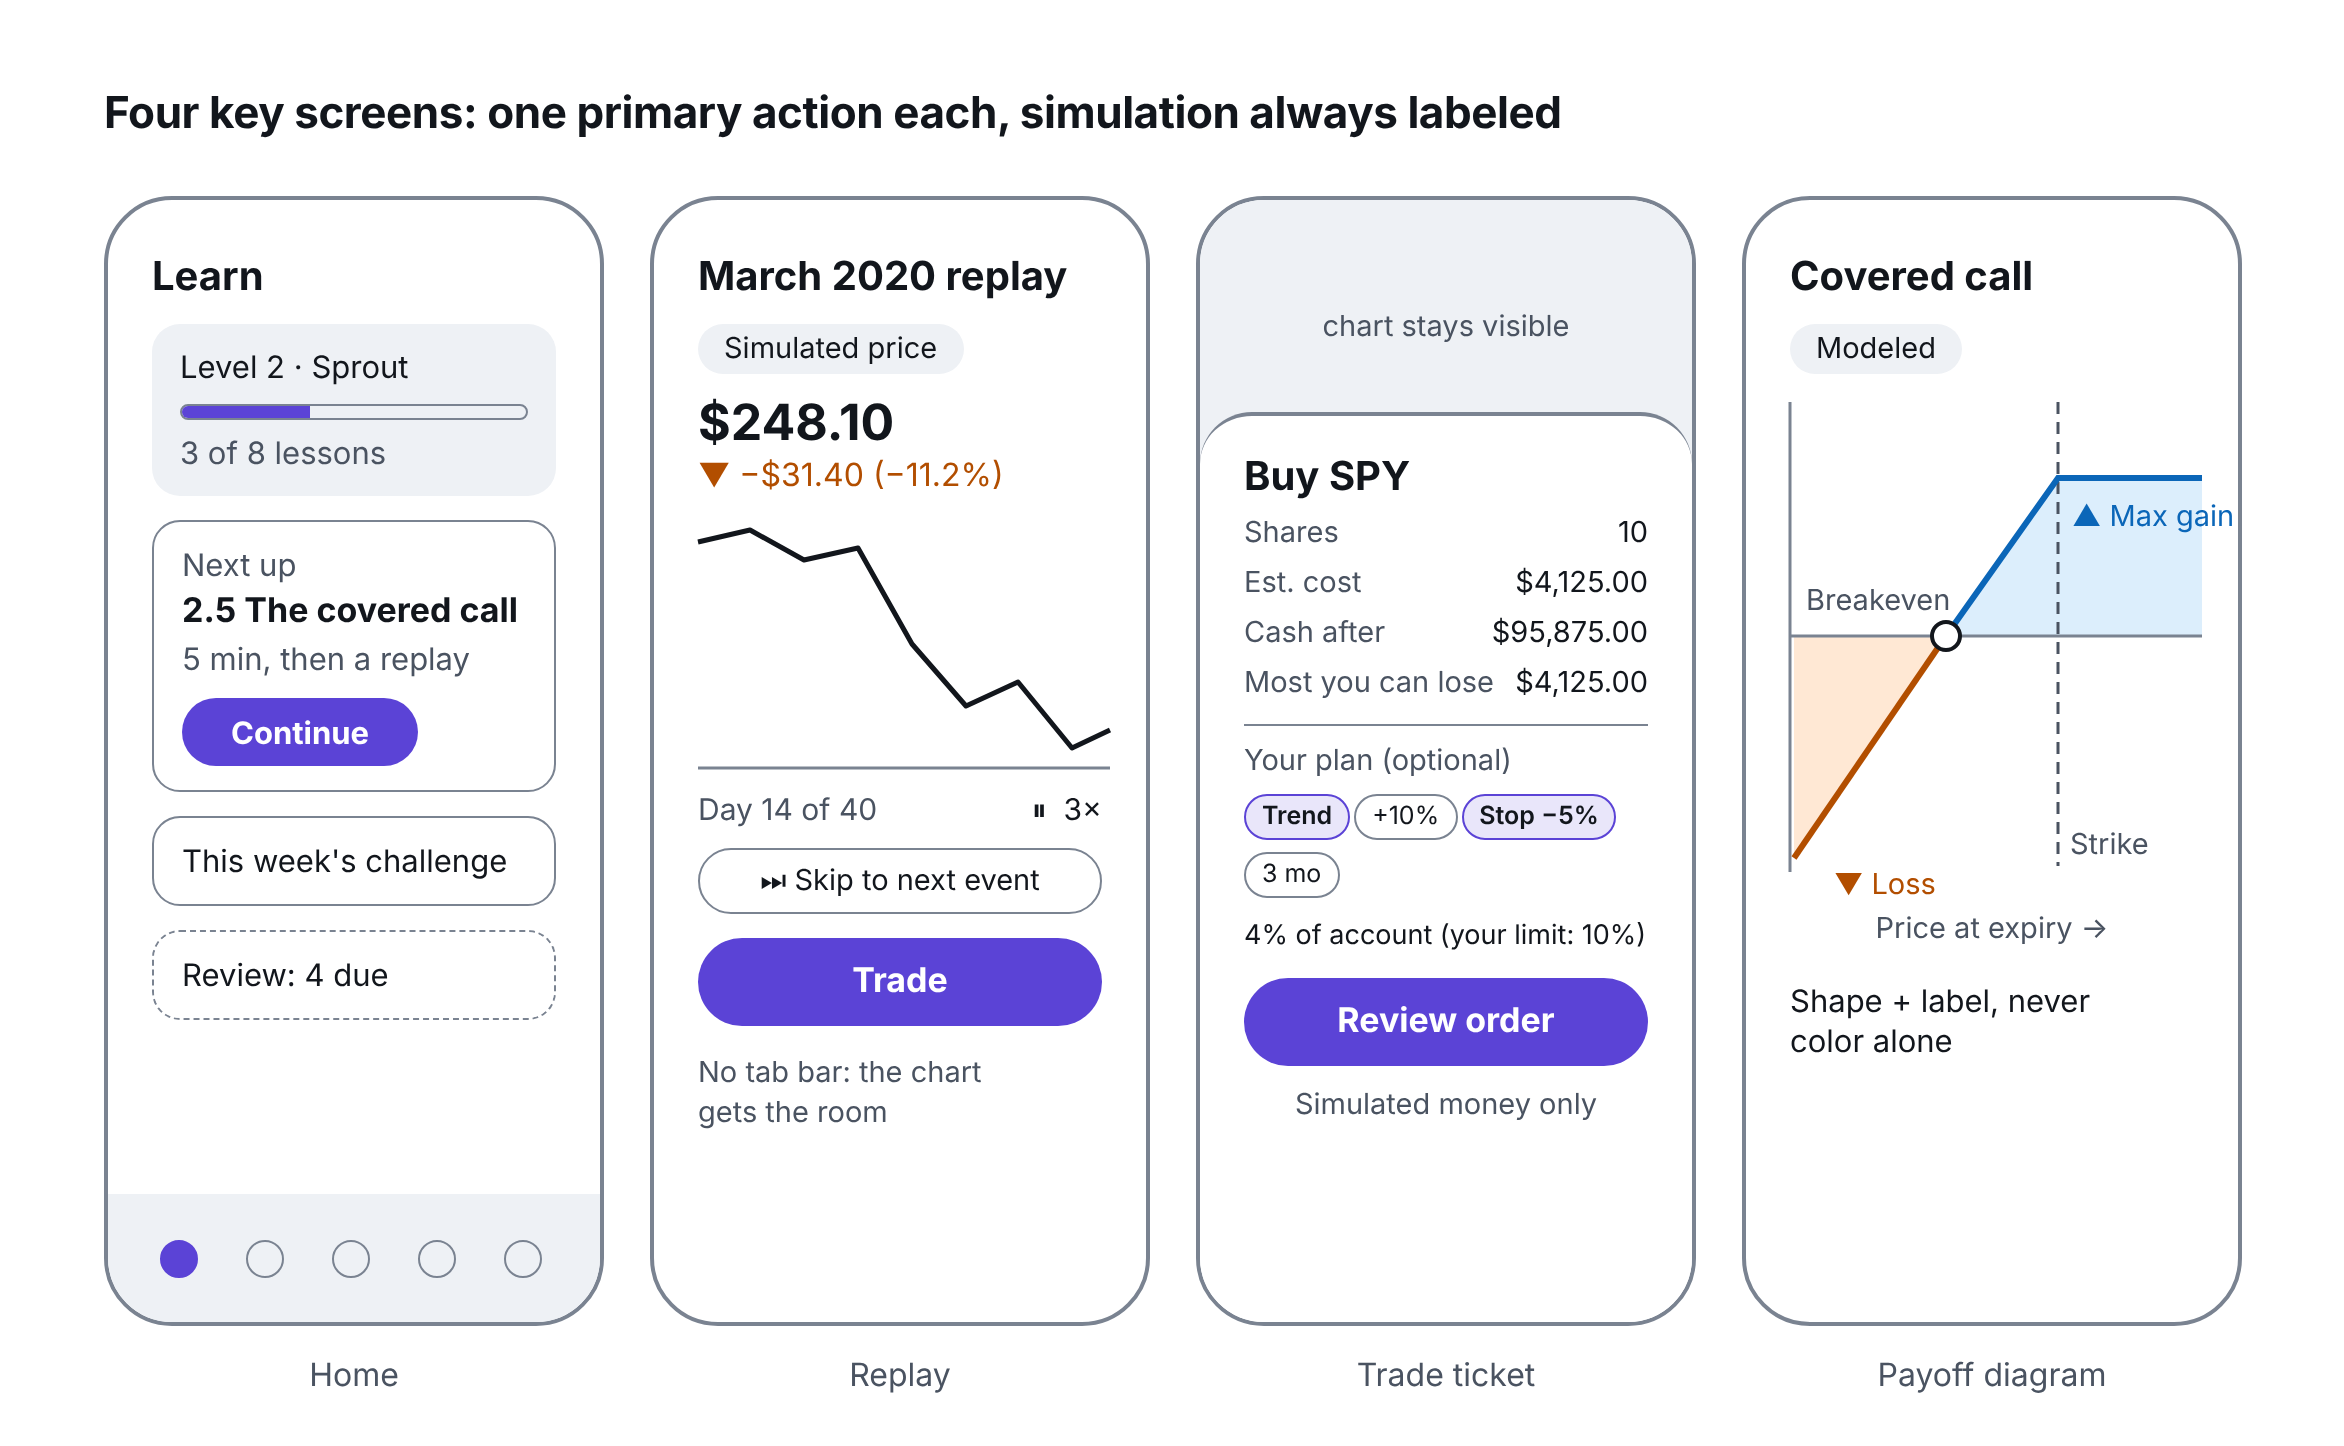 Four key screens: one primary action each, simulation always labeled
Learn
Level 2 · Sprout
3 of 8 lessons
Next up
2.5 The covered call
5 min, then a replay
Continue
This week's challenge
Review: 4 due
Home
March 2020 replay
Simulated price
$248.10
▼ −$31.40 (−11.2%)
Day 14 of 40 ⏸ 3×
⏭ Skip to next event
Trade
No tab bar: the chart
gets the room
Replay
chart stays visible
Buy SPY
Shares 10
Est. cost $4,125.00
Cash after $95,875.00
Most you can lose $4,125.00
Your plan (optional)
Trend +10% Stop −5%
3 mo
4% of account (your limit: 10%)
Review order
Simulated money only
Trade ticket
Covered call
Modeled
▲ Max gain
Breakeven
Strike
▼ Loss
Price at expiry →
Shape + label, never
color alone
Payoff diagram